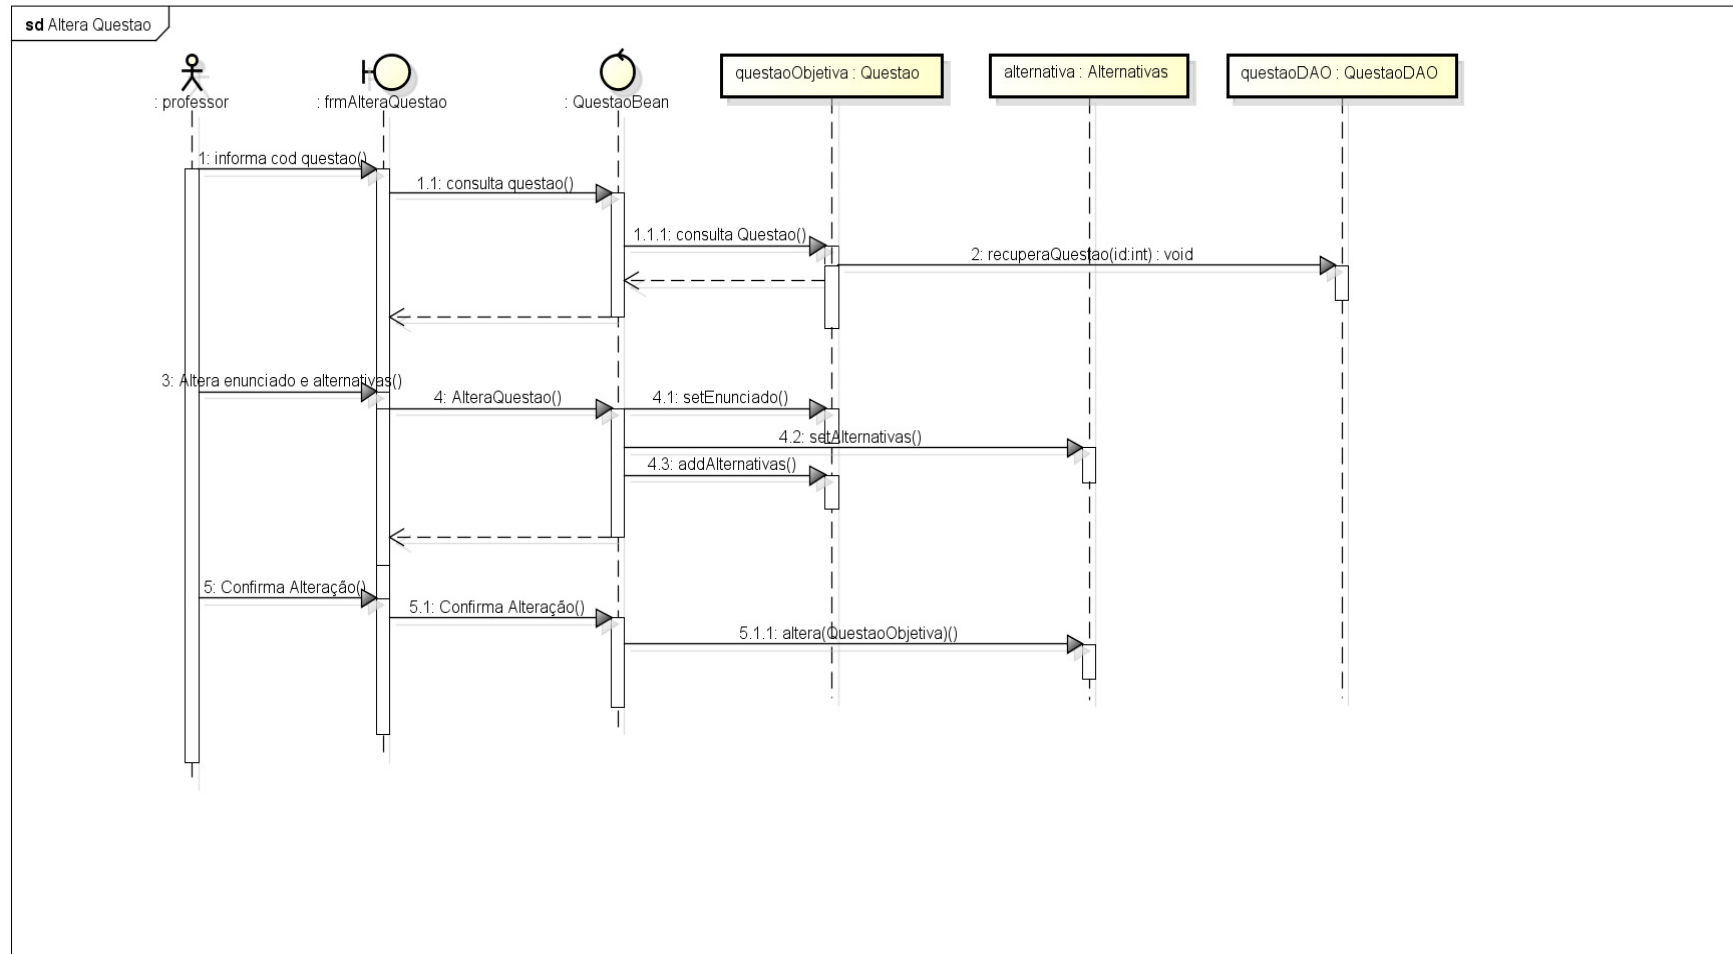 sd Altera Questao
: professor
: frmAlteraQuestao
: QuestaoBean
questaoObjetiva : Questao
alternativa : Alternativas
questaoDAO : QuestaoDAO
1: informa cod questao()
1.1: consulta questao()
1.1.1: consulta Questao()
2: recuperaQuestao(id:int) : void
3: Altera enunciado e alternativas()
4: AlteraQuestao()
4.1: setEnunciado()
4.2: setAlternativas()
4.3: addAlternativas()
5: Confirma Alteração()
5.1: Confirma Alteração()
5.1.1: altera(QuestaoObjetiva)()